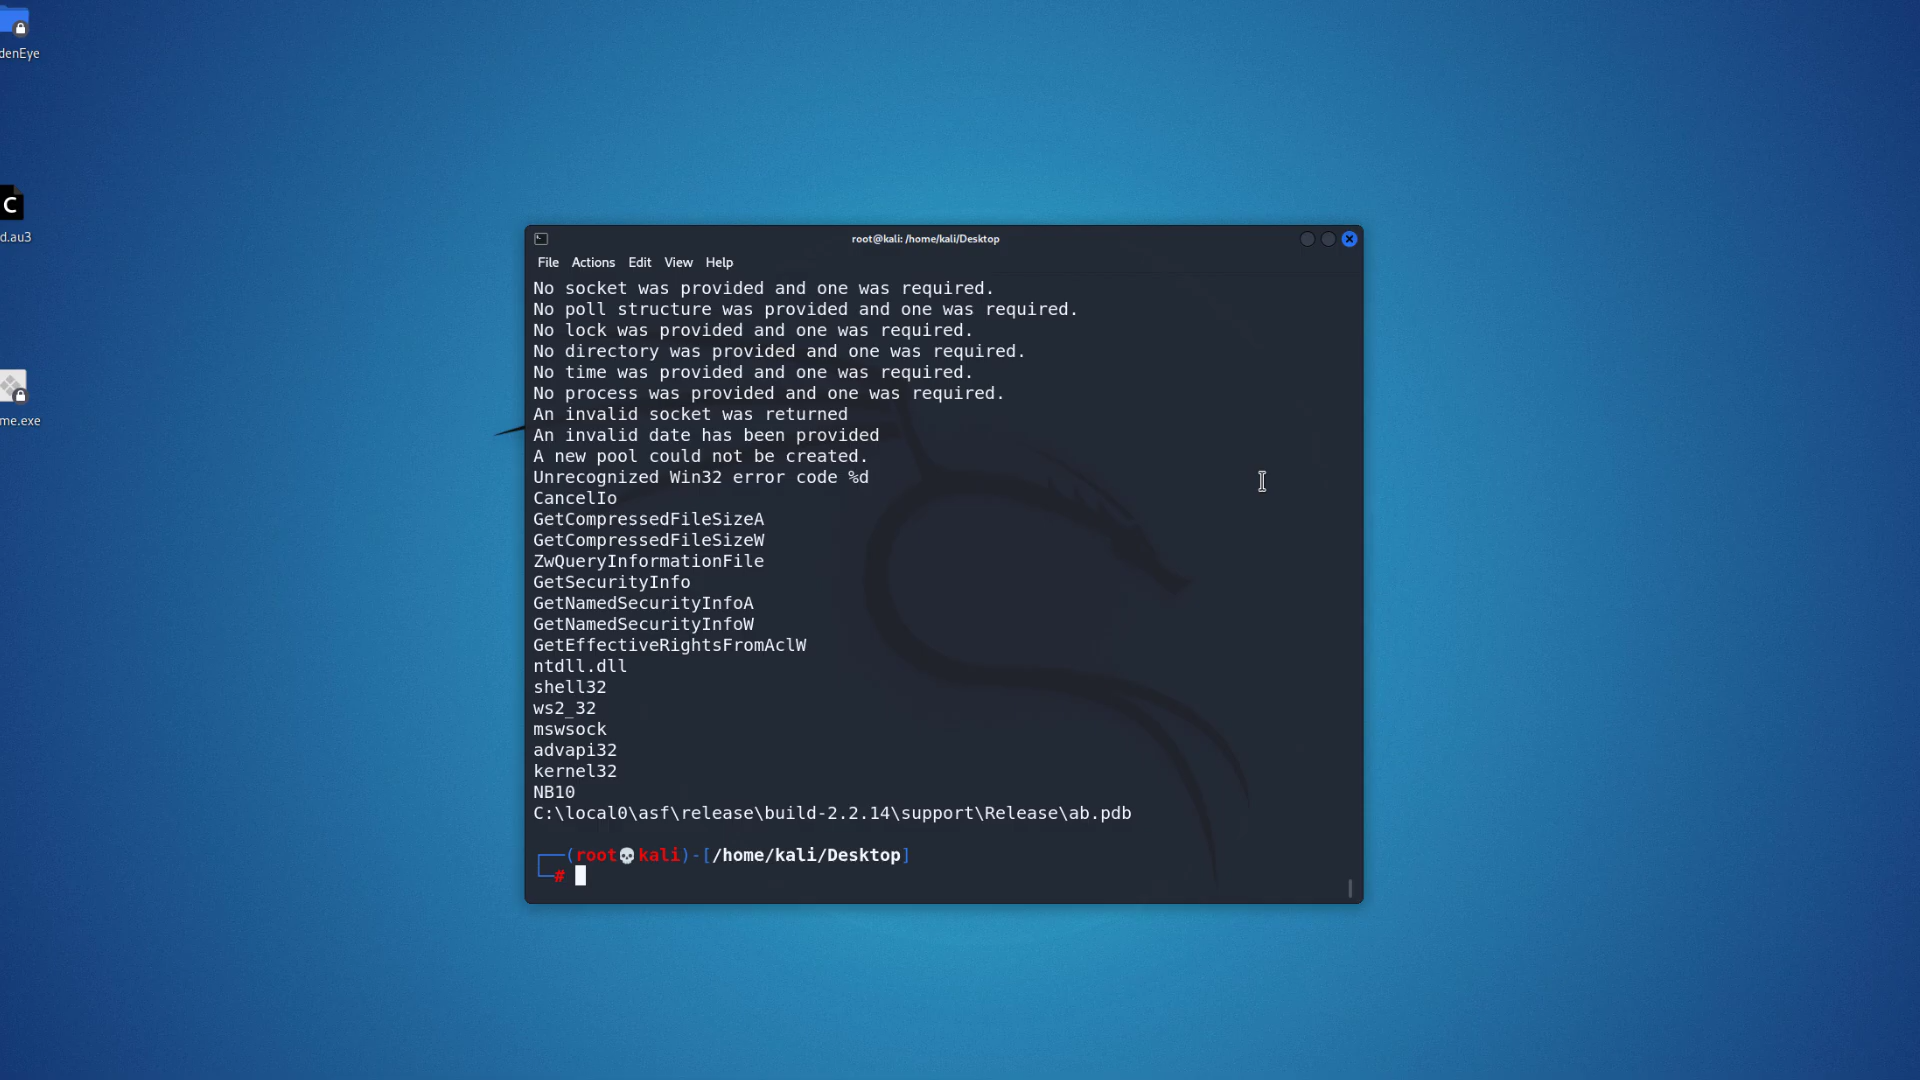 denEye
C
d.au3
me.exe
root@kali: /home/kali/Desktop
File Actions Edit View Help
No socket was provided and one was required.
No poll structure was provided and one was required.
No lock was provided and one was required.
No directory was provided and one was required.
No time was provided and one was required.
No process was provided and one was required.
An invalid socket was returned
An invalid date has been provided
A new pool could not be created.
Unrecognized Win32 error code %d
CancelIo
GetCompressedFileSizeA
GetCompressedFileSizeW
ZwQueryInformationFile
GetSecurityInfo
GetNamedSecurityInfoA
GetNamedSecurityInfoW
GetEffectiveRightsFromAclW
ntdll.dll
shell32
ws2_32
mswsock
advapi32
kernel32
NB10
C:\local0\asf\release\build-2.2.14\support\Release\ab.pdb
┌──(root💀kali)-[/home/kali/Desktop]
└─#